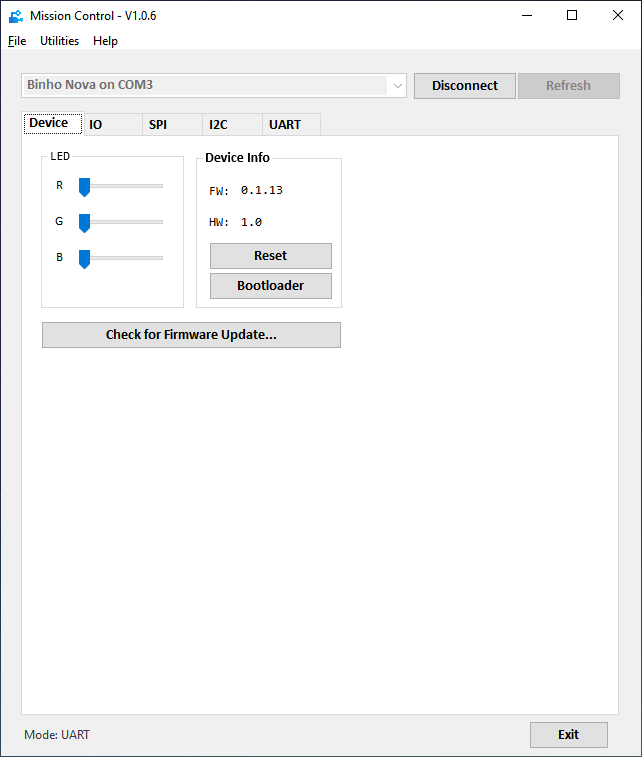 Mission Control - V1.0.6
File Utilities Help
Binho Nova on COM3 Disconnect Refresh
Device IO SPI I2C UART
LED Device Info
R FW: 0.1.13
G HW: 1.0
B Reset
Bootloader
Check for Firmware Update...
Mode: UART Exit